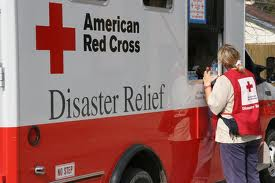 American
Red Cross
Disaster Relief
NO STEP